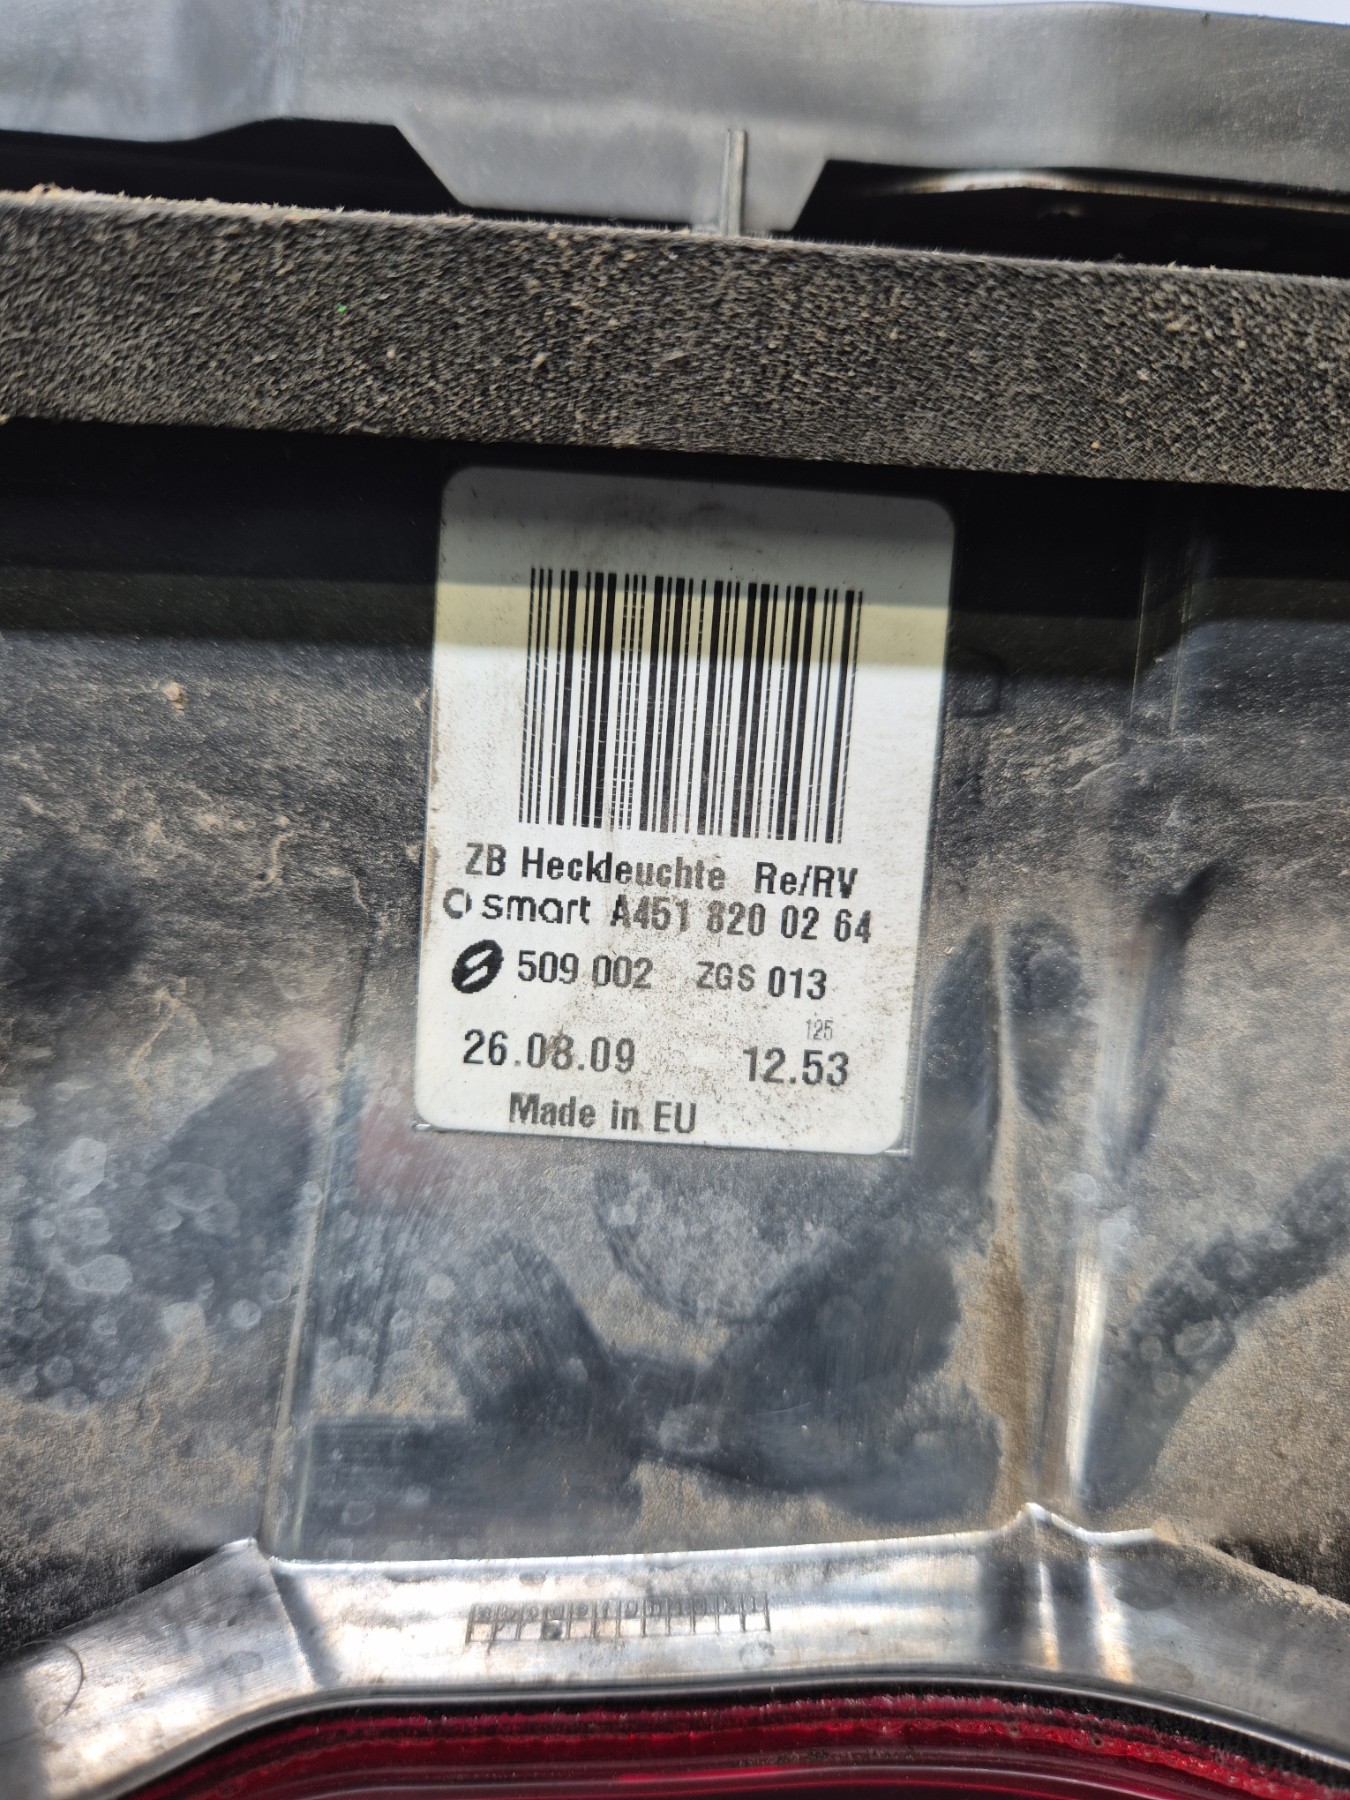 ZB Heckleuchte Re/RV
smart A451 820 02 64
509 002 ZGS 013
125
26.08.09 12.53
Made in EU